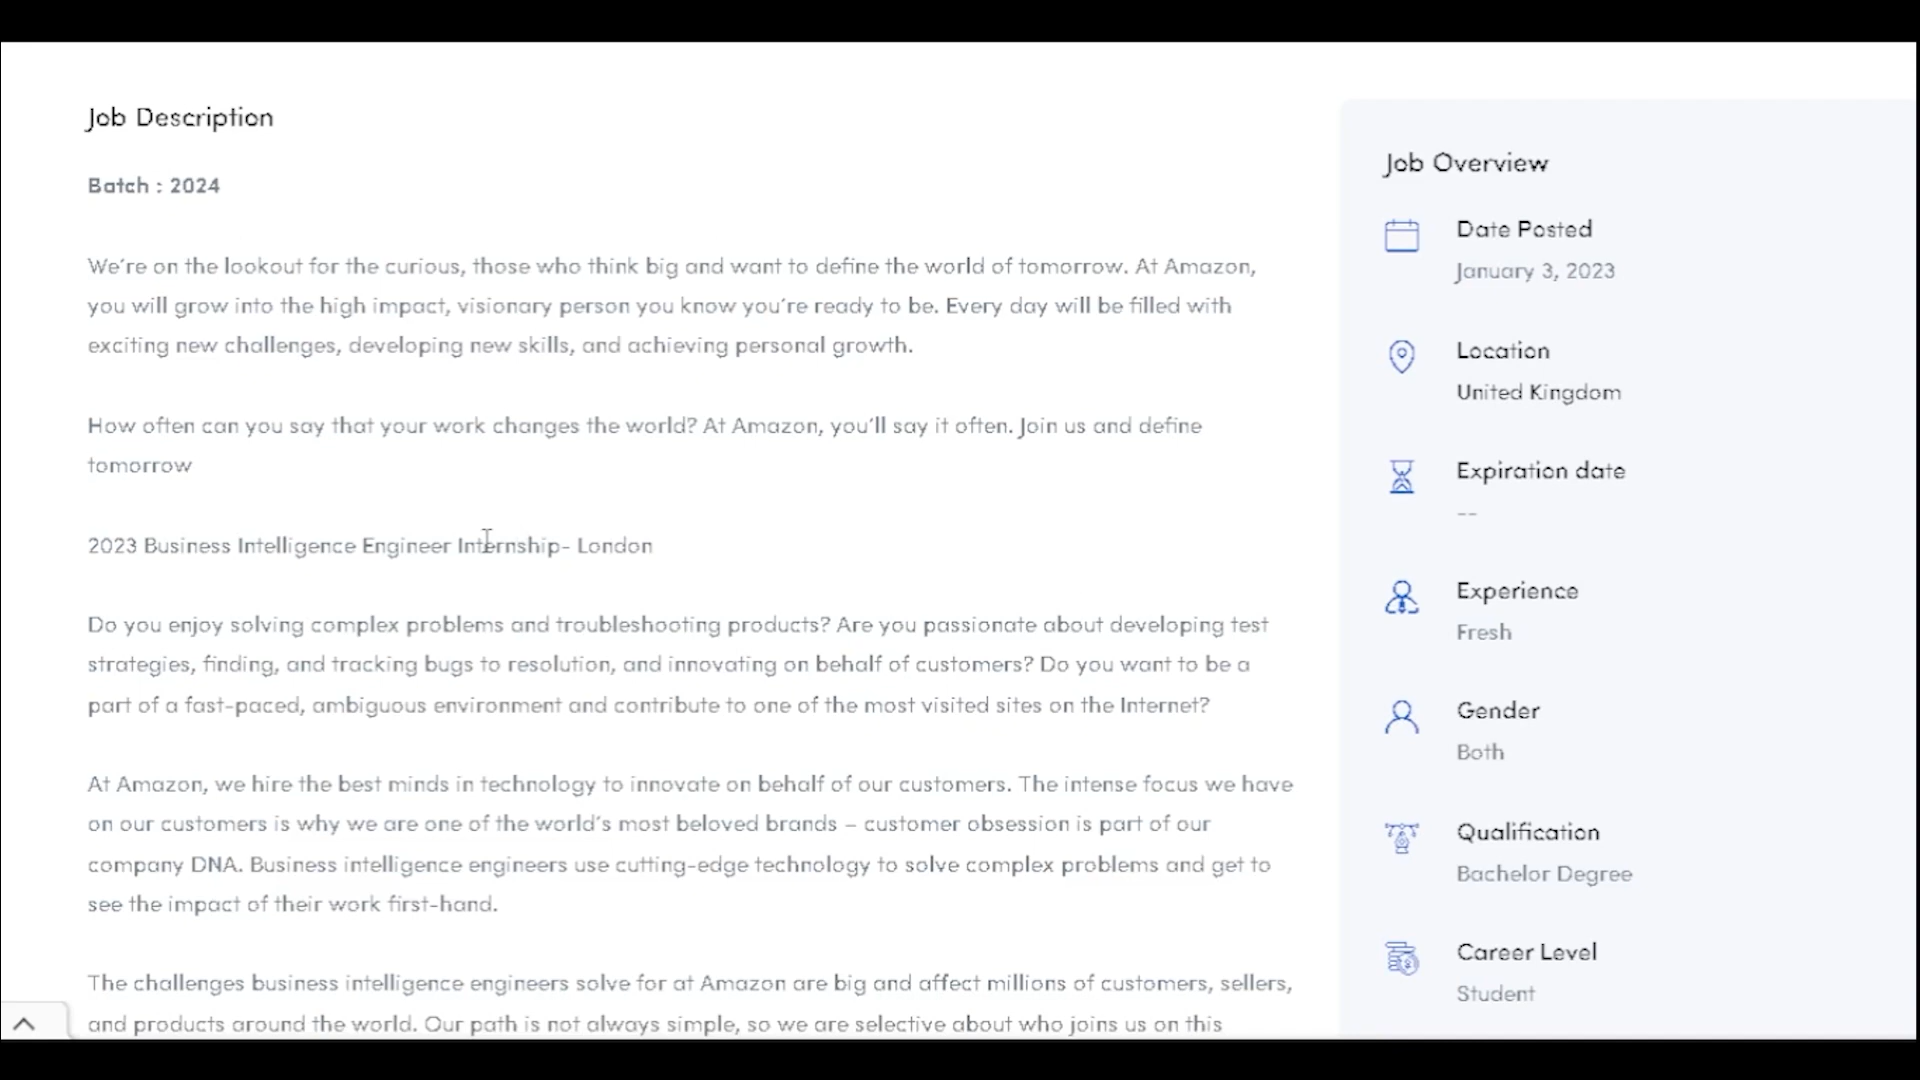 Job Description
Batch : 2024
We're on the lookout for the curious, those who think big and want to define the world of tomorrow. At Amazon,
you will grow into the high impact, visionary person you know you're ready to be. Every day will be filled with
exciting new challenges, developing new skills, and achieving personal growth.
How often can you say that your work changes the world? At Amazon, you'll say it often. Join us and define
tomorrow
2023 Business Intelligence Engineer Internship- London
Do you enjoy solving complex problems and troubleshooting products? Are you passionate about developing test
strategies, finding, and tracking bugs to resolution, and innovating on behalf of customers? Do you want to be a
part of a fast-paced, ambiguous environment and contribute to one of the most visited sites on the Internet?
At Amazon, we hire the best minds in technology to innovate on behalf of our customers. The intense focus we have
on our customers is why we are one of the world's most beloved brands – customer obsession is part of our
company DNA. Business intelligence engineers use cutting-edge technology to solve complex problems and get to
see the impact of their work first-hand.
The challenges business intelligence engineers solve for at Amazon are big and affect millions of customers, sellers,
and products around the world. Our path is not always simple, so we are selective about who joins us on this
Job Overview
Date Posted
January 3, 2023
Location
United Kingdom
Expiration date
--
Experience
Fresh
Gender
Both
Qualification
Bachelor Degree
Career Level
Student